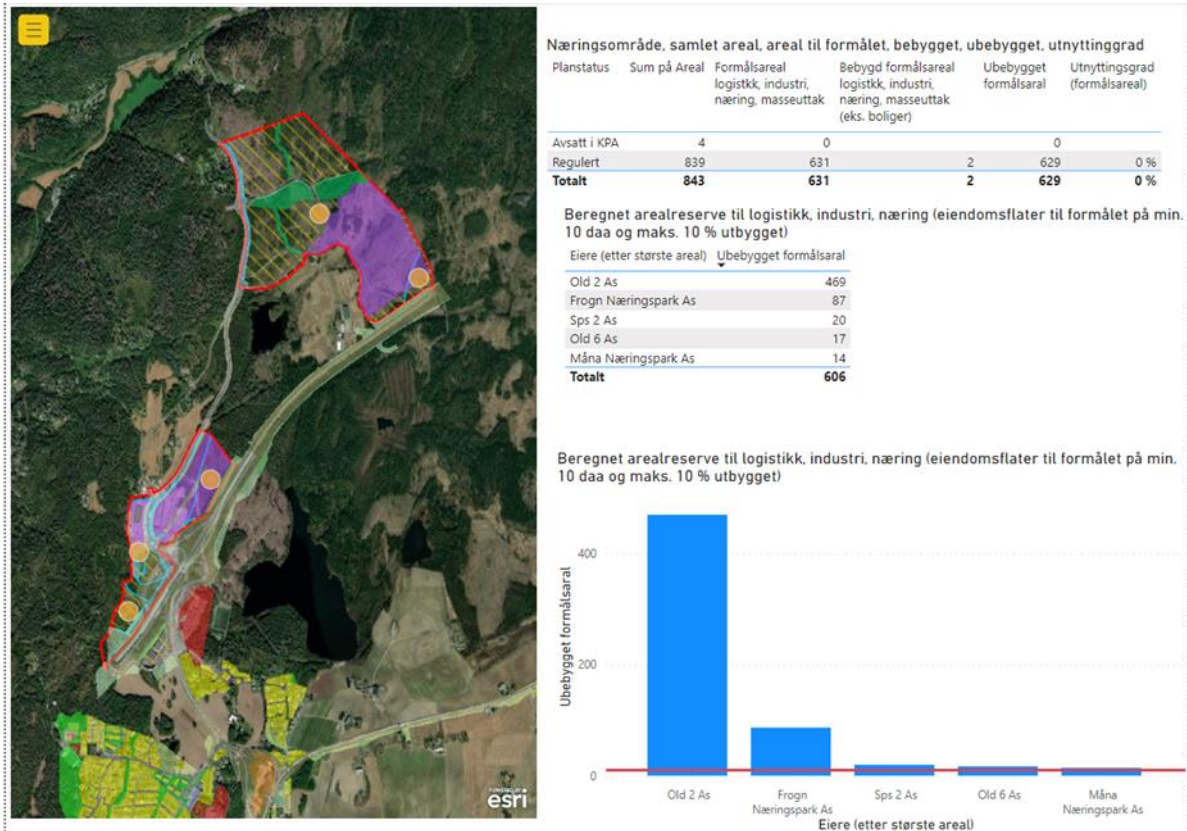 Næringsområde, samlet areal, areal til formålet, bebygget, ubebygget, utnyttinggrad
Planstatus Sum på Areal Formålsareal logistkk, industri, næring, masseuttak Bebygd formålsareal logistkk, industri, næring, masseuttak (eks. boliger) Ubebygget formålsaral Utnyttingsgrad (formålsareal)
Avsatt i KPA 4 0 0
Regulert 839 631 2 629 0 %
Totalt 843 631 2 629 0 %
Beregnet arealreserve til logistikk, industri, næring (eiendomsflater til formålet på min.
10 daa og maks. 10 % utbygget)
Eiere (etter største areal) Ubebygget formålsaral
Old 2 As 469
Frogn Næringspark As 87
Sps 2 As 20
Old 6 As 17
Måna Næringspark As 14
Totalt 606
Beregnet arealreserve til logistikk, industri, næring (eiendomsflater til formålet på min.
10 daa og maks. 10 % utbygget)
Ubebygget formålsaral
400
200
0
Old 2 As
Frogn
Næringspark As
Sps 2 As
Old 6 As
Måna
Næringspark As
Eiere (etter største areal)
POWERED BY
esri